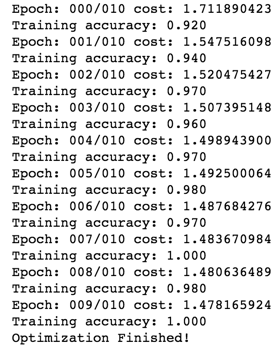 Epoch: 000/010 cost: 1.711890423
Training accuracy: 0.920
Epoch: 001/010 cost: 1.547516098
Training accuracy: 0.940
Epoch: 002/010 cost: 1.520475427
Training accuracy: 0.970
Epoch: 003/010 cost: 1.507395148
Training accuracy: 0.960
Epoch: 004/010 cost: 1.498943900
Training accuracy: 0.970
Epoch: 005/010 cost: 1.492500064
Training accuracy: 0.980
Epoch: 006/010 cost: 1.487684276
Training accuracy: 0.970
Epoch: 007/010 cost: 1.483670984
Training accuracy: 1.000
Epoch: 008/010 cost: 1.480636489
Training accuracy: 0.980
Epoch: 009/010 cost: 1.478165924
Training accuracy: 1.000
Optimization Finished!